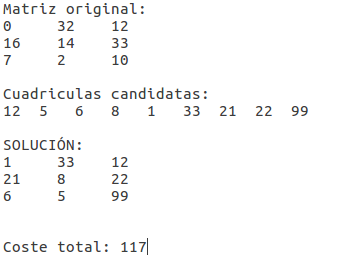 Matriz original:
0 32 12
16 14 33
7 2 10
Cuadriculas candidatas:
12 5 6 8 1 33 21 22 99
SOLUCIÓN:
1 33 12
21 8 22
6 5 99
Coste total: 117